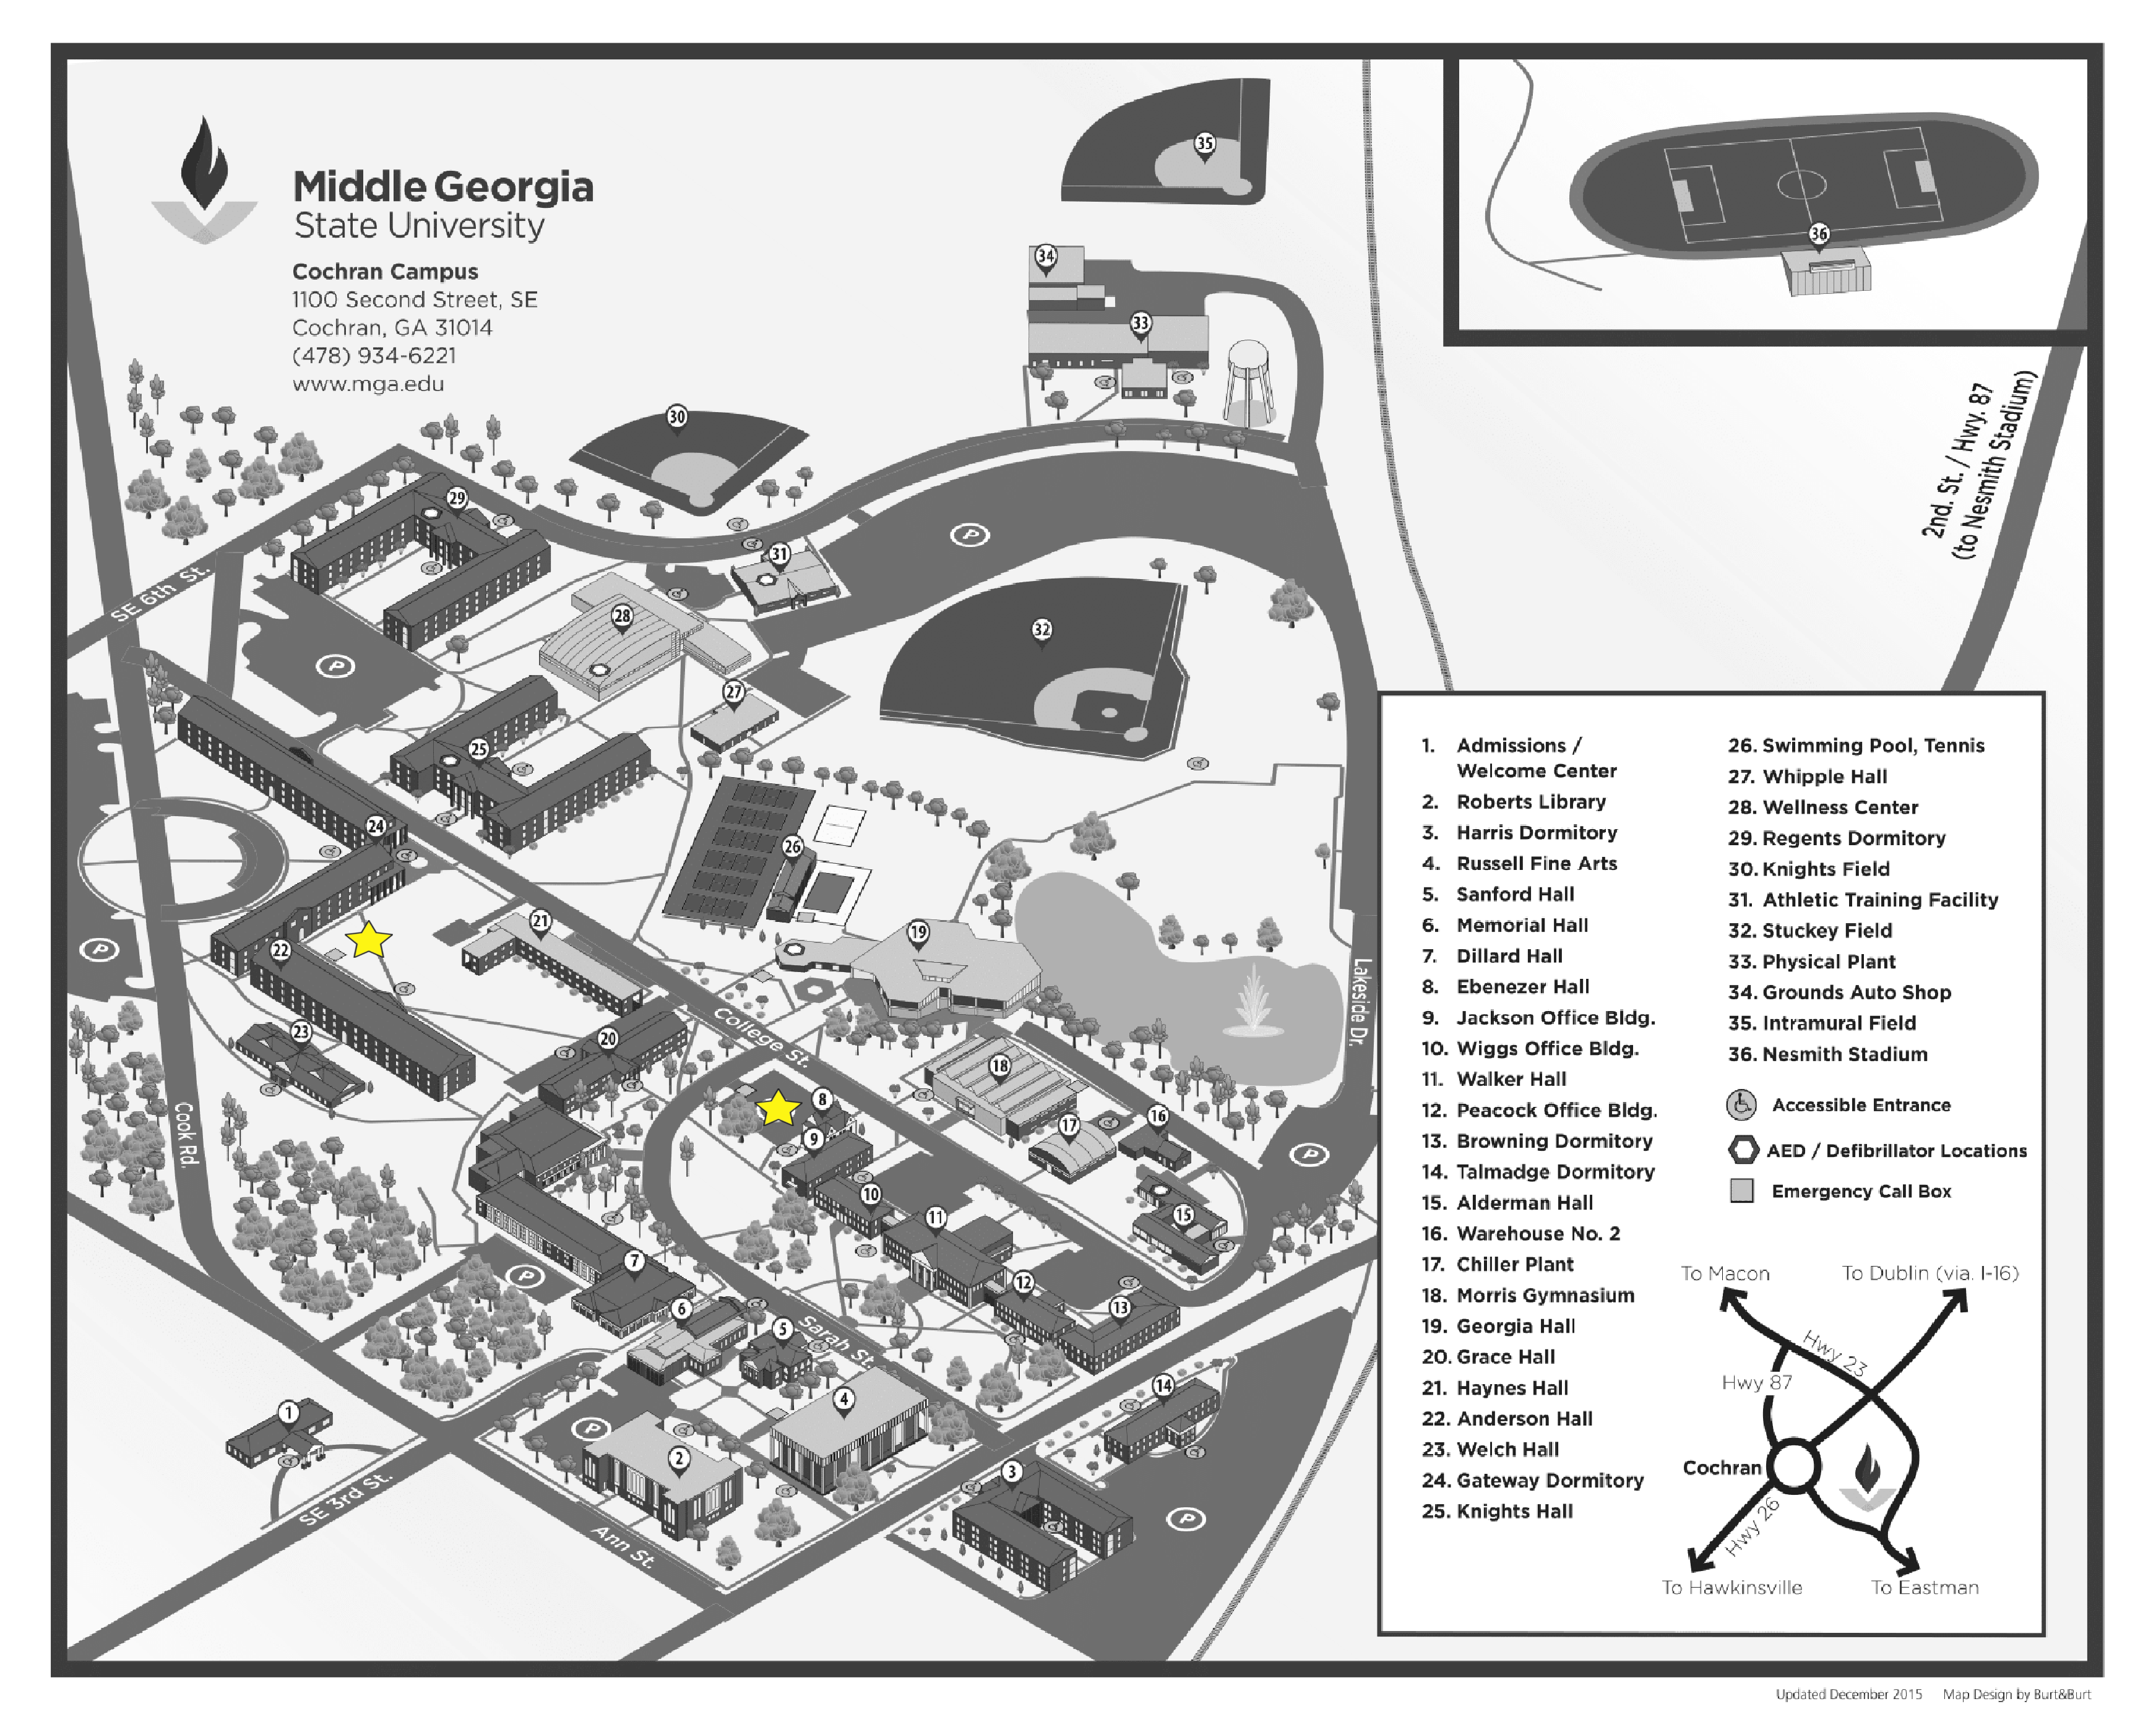 Middle Georgia
State University
Cochran Campus
1100 Second Street, SE
Cochran, GA 31014
(478) 934-6221
www.mga.edu
35
36
34
33
2nd. St. / Hwy. 87
(to Nesmith Stadium)
30
29
31
P
SE 6th St.
28
32
P
27
25
24
26
21
19
22
P
23
20
College St.
Lakeside Dr.
18
8
16
17
9
P
Cook Rd.
10
15
11
7
P
12
6
13
5
Sarah St.
14
4
1
P
2
3
SE 3rd St.
P
Ann St.
1. Admissions /
Welcome Center
2. Roberts Library
3. Harris Dormitory
4. Russell Fine Arts
5. Sanford Hall
6. Memorial Hall
7. Dillard Hall
8. Ebenezer Hall
9. Jackson Office Bldg.
10. Wiggs Office Bldg.
11. Walker Hall
12. Peacock Office Bldg.
13. Browning Dormitory
14. Talmadge Dormitory
15. Alderman Hall
16. Warehouse No. 2
17. Chiller Plant
18. Morris Gymnasium
19. Georgia Hall
20. Grace Hall
21. Haynes Hall
22. Anderson Hall
23. Welch Hall
24. Gateway Dormitory
25. Knights Hall
26. Swimming Pool, Tennis
27. Whipple Hall
28. Wellness Center
29. Regents Dormitory
30. Knights Field
31. Athletic Training Facility
32. Stuckey Field
33. Physical Plant
34. Grounds Auto Shop
35. Intramural Field
36. Nesmith Stadium
Accessible Entrance
AED / Defibrillator Locations
Emergency Call Box
To Macon
To Dublin (via. I-16)
Hwy 23
Hwy 87
Cochran
Hwy 26
To Hawkinsville
To Eastman
Updated December 2015 Map Design by Burt&Burt